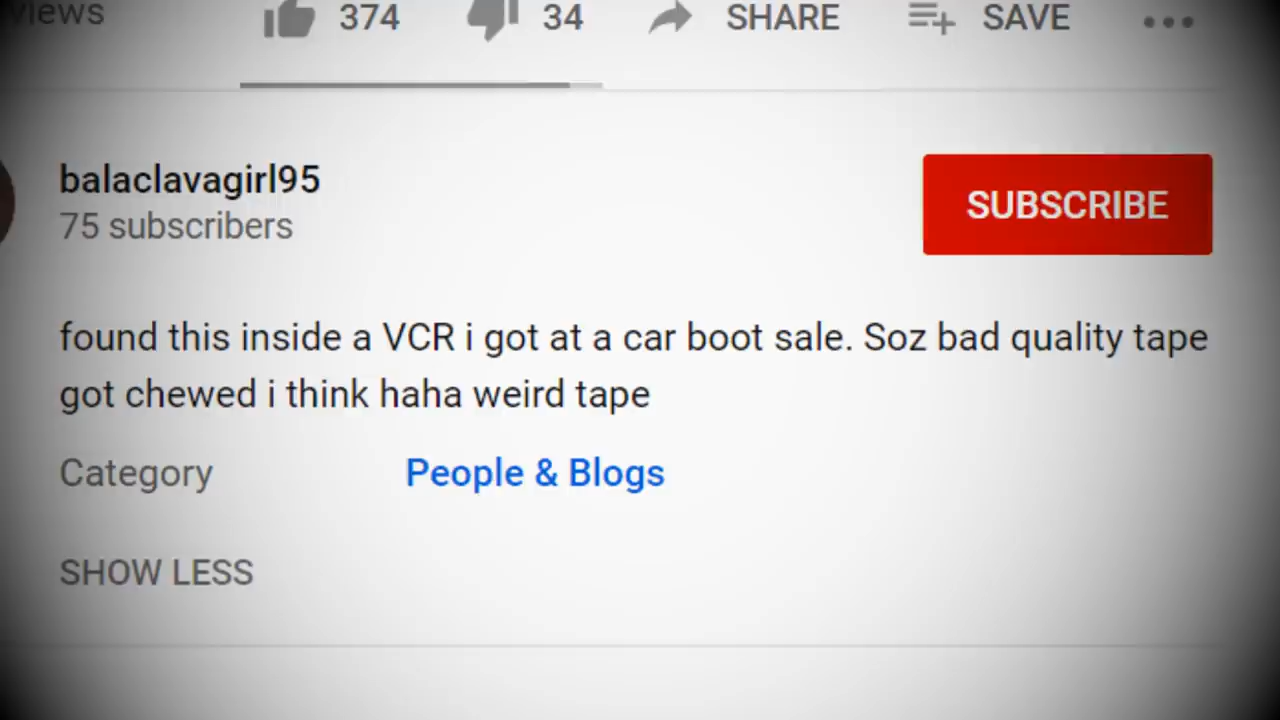 views 374 34 SHARE SAVE
balaclavagirl95
75 subscribers
SUBSCRIBE
found this inside a VCR i got at a car boot sale. Soz bad quality tape
got chewed i think haha weird tape
Category People & Blogs
SHOW LESS